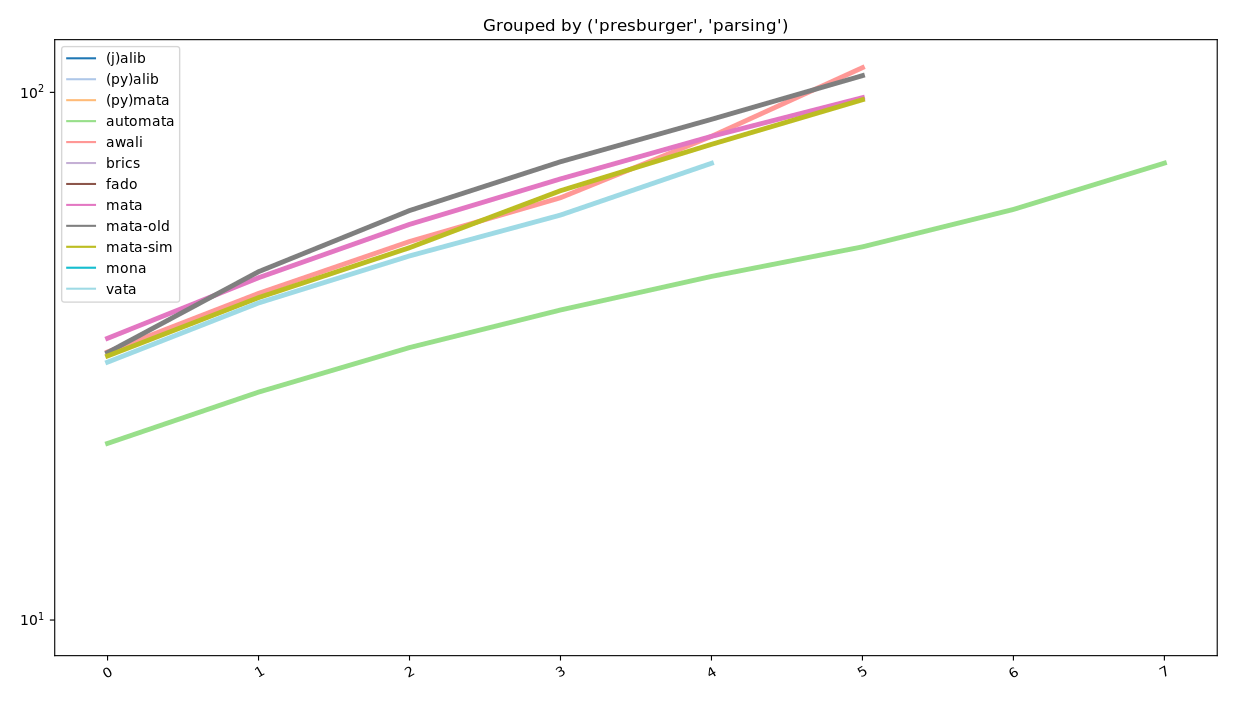 Grouped by ('presburger', 'parsing')
10²
10¹
(j)alib
(py)alib
(py)mata
automata
awali
brics
fado
mata
mata-old
mata-sim
mona
vata
0 1 2 3 4 5 6 7